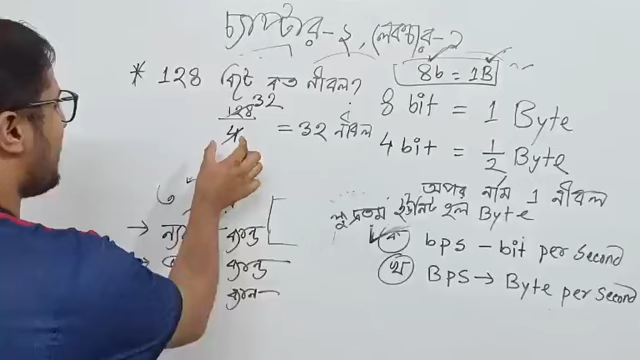 চ্যাপ্টার-২, লেকচার-২
8b = 1B
* 128 বিট কত নীবল?
128 32
4
= 32 নীবল
8 bit = 1 Byte
4 bit = 1/2 Byte
অপর নাম 1 নীবল
ক্ষুদ্রতম ইউনিট হল Byte
ক bps - bit per Second
খ BPS → Byte per Second
→ ব্যান্ড
ব্যান্ড